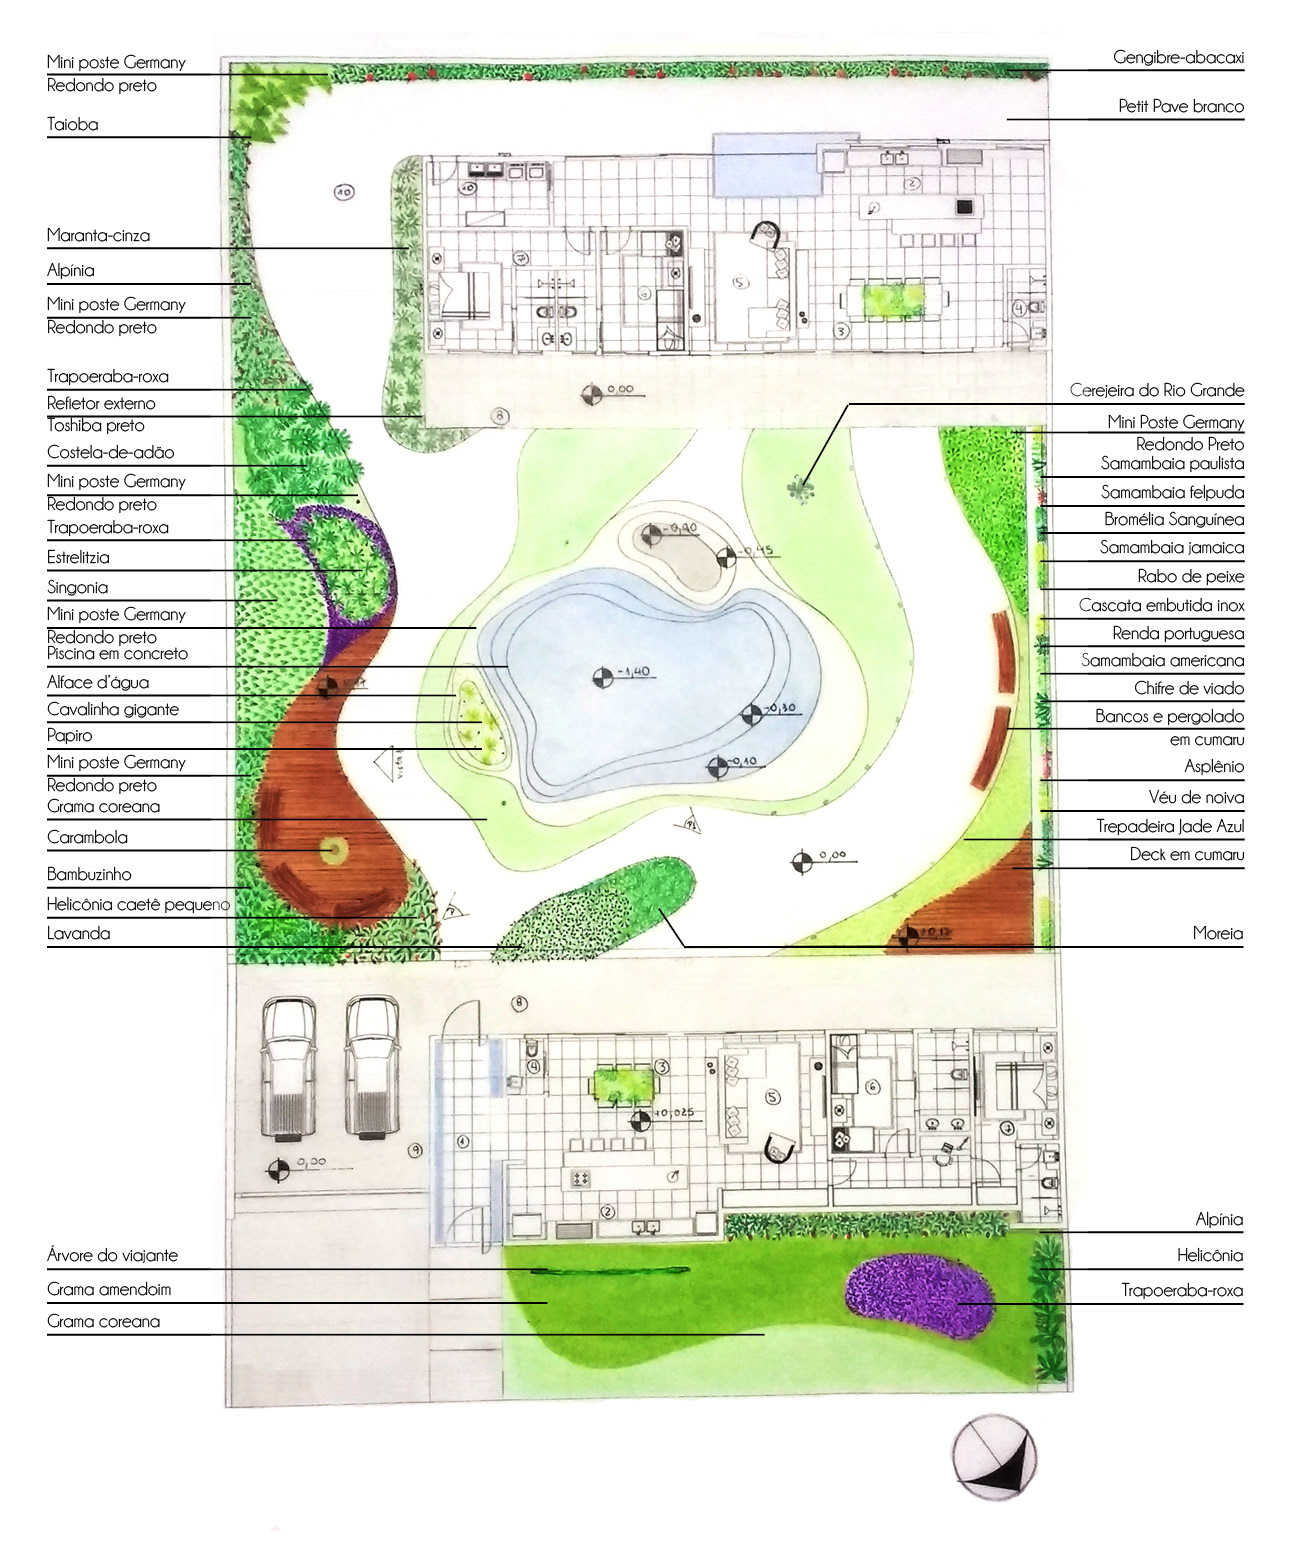 Mini poste Germany
Redondo preto
Taioba
Maranta-cinza
Alpínia
Mini poste Germany
Redondo preto
Trapoeraba-roxa
Refletor externo
Toshiba preto
Costela-de-adão
Mini poste Germany
Redondo preto
Trapoeraba-roxa
Estrelitzia
Singonia
Mini poste Germany
Redondo preto
Piscina em concreto
Alface d'água
Cavalinha gigante
Papiro
Mini poste Germany
Redondo preto
Grama coreana
Carambola
Bambuzinho
Helicônia caetê pequeno
Lavanda
Árvore do viajante
Grama amendoim
Grama coreana
Gengibre-abacaxi
Petit Pave branco
Cerejeira do Rio Grande
Mini Poste Germany
Redondo Preto
Samambaia paulista
Samambaia felpuda
Bromélia Sanguínea
Samambaia jamaica
Rabo de peixe
Cascata embutida inox
Renda portuguesa
Samambaia americana
Chifre de viado
Bancos e pergolado
em cumaru
Asplênio
Véu de noiva
Trepadeira Jade Azul
Deck em cumaru
Moreia
Alpínia
Helicônia
Trapoeraba-roxa
10
10
2
7
6
5
3
4
0,00
8
-0,90
-0,45
-1,40
-0,30
-0,10
vista 1
0,00
8
4
3
5
6
7
+0,025
1
9
0,00
2